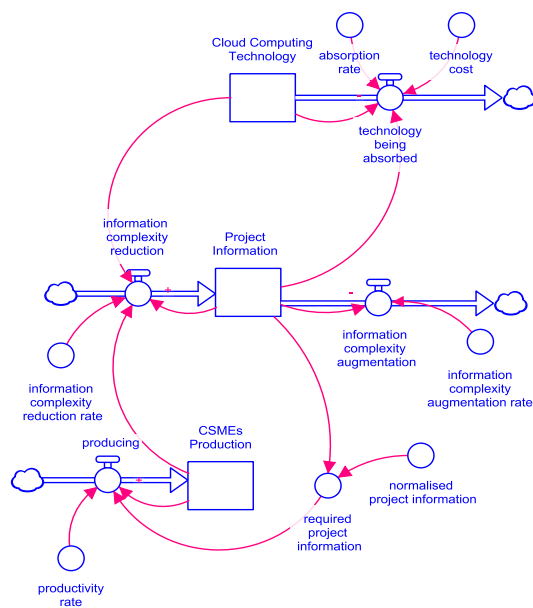 Cloud Computing
Technology
absorption
rate
technology
cost
-
technology
being
absorbed
information
complexity
reduction
Project
Information
+
-
information
complexity
reduction rate
information
complexity
augmentation
information
complexity
augmentation rate
producing
CSMEs
Production
+
normalised
project information
required
project
information
productivity
rate